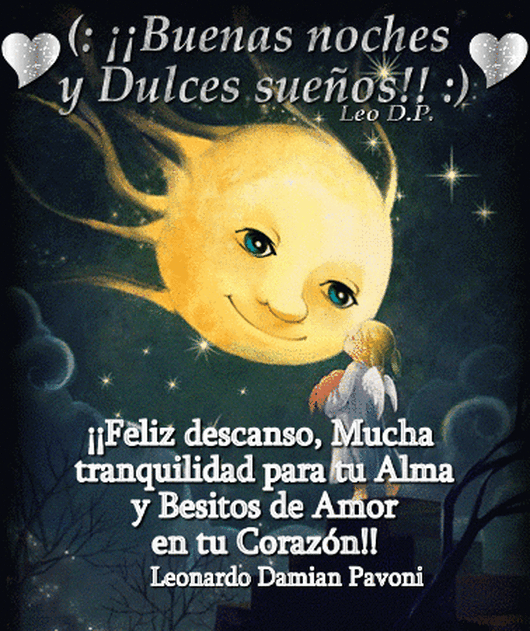 (: ¡¡Buenas noches
y Dulces sueños!! :)
Leo D.P.
¡¡Feliz descanso, Mucha
tranquilidad para tu Alma
y Besitos de Amor
en tu Corazón!!
Leonardo Damian Pavoni